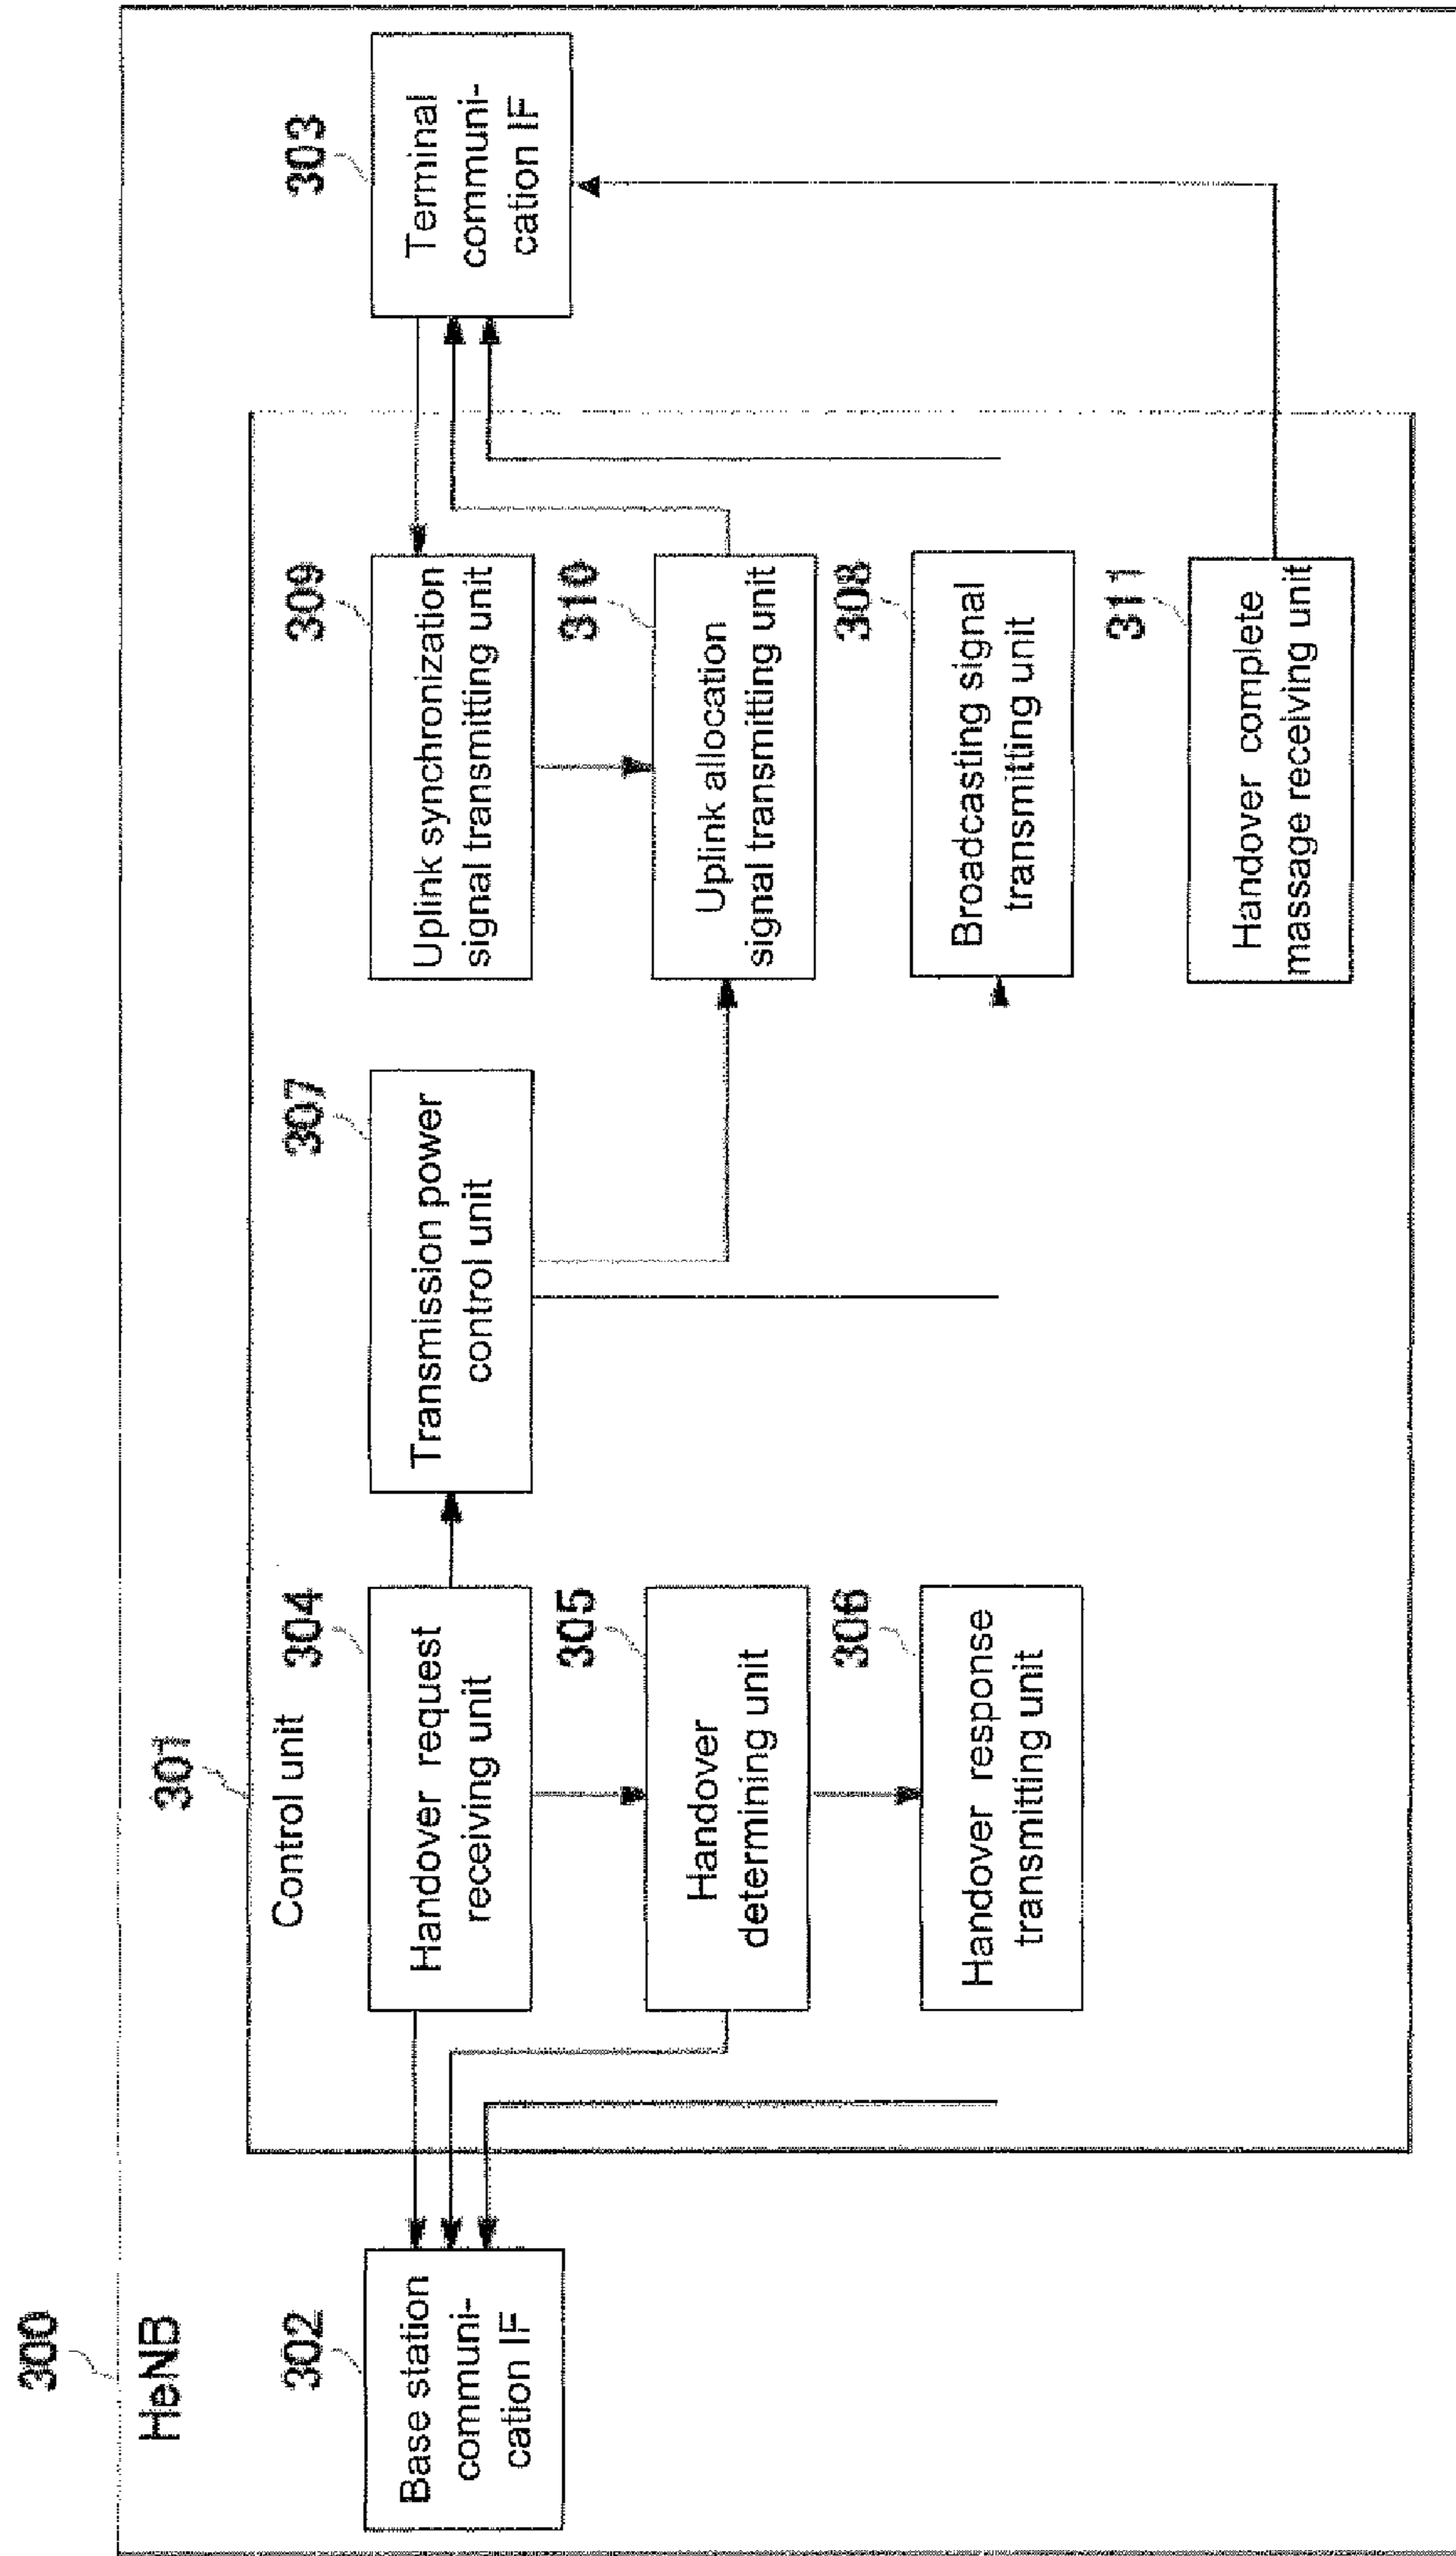 300
HeNB
301
Control unit
302
Base station
communi-
cation IF
304
Handover request
receiving unit
305
Handover
determining unit
306
Handover response
transmitting unit
307
Transmission power
control unit
309
Uplink synchronization
signal transmitting unit
310
Uplink allocation
signal transmitting unit
308
Broadcasting signal
transmitting unit
311
Handover complete
massage receiving unit
303
Terminal
communi-
cation IF